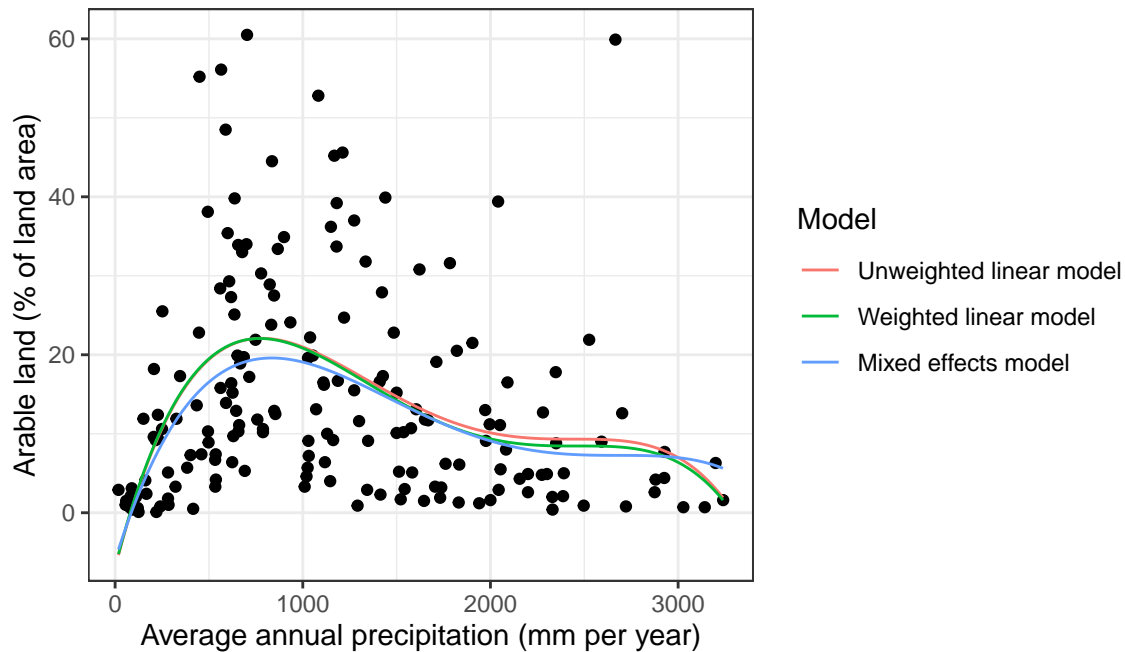 60
40
20
0
Arable land (% of land area)
0 1000 2000 3000
Average annual precipitation (mm per year)
Model
Unweighted linear model
Weighted linear model
Mixed effects model